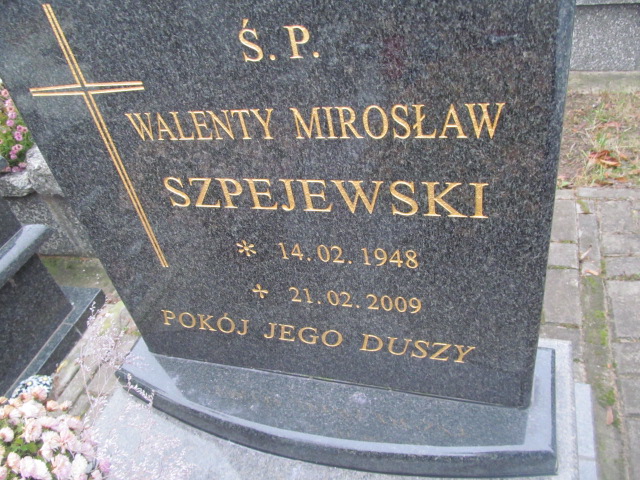 Ś. P.
WALENTY MIROSŁAW
SZPEJEWSKI
* 14. 02. 1948
+ 21. 02. 2009
POKÓJ JEGO DUSZY